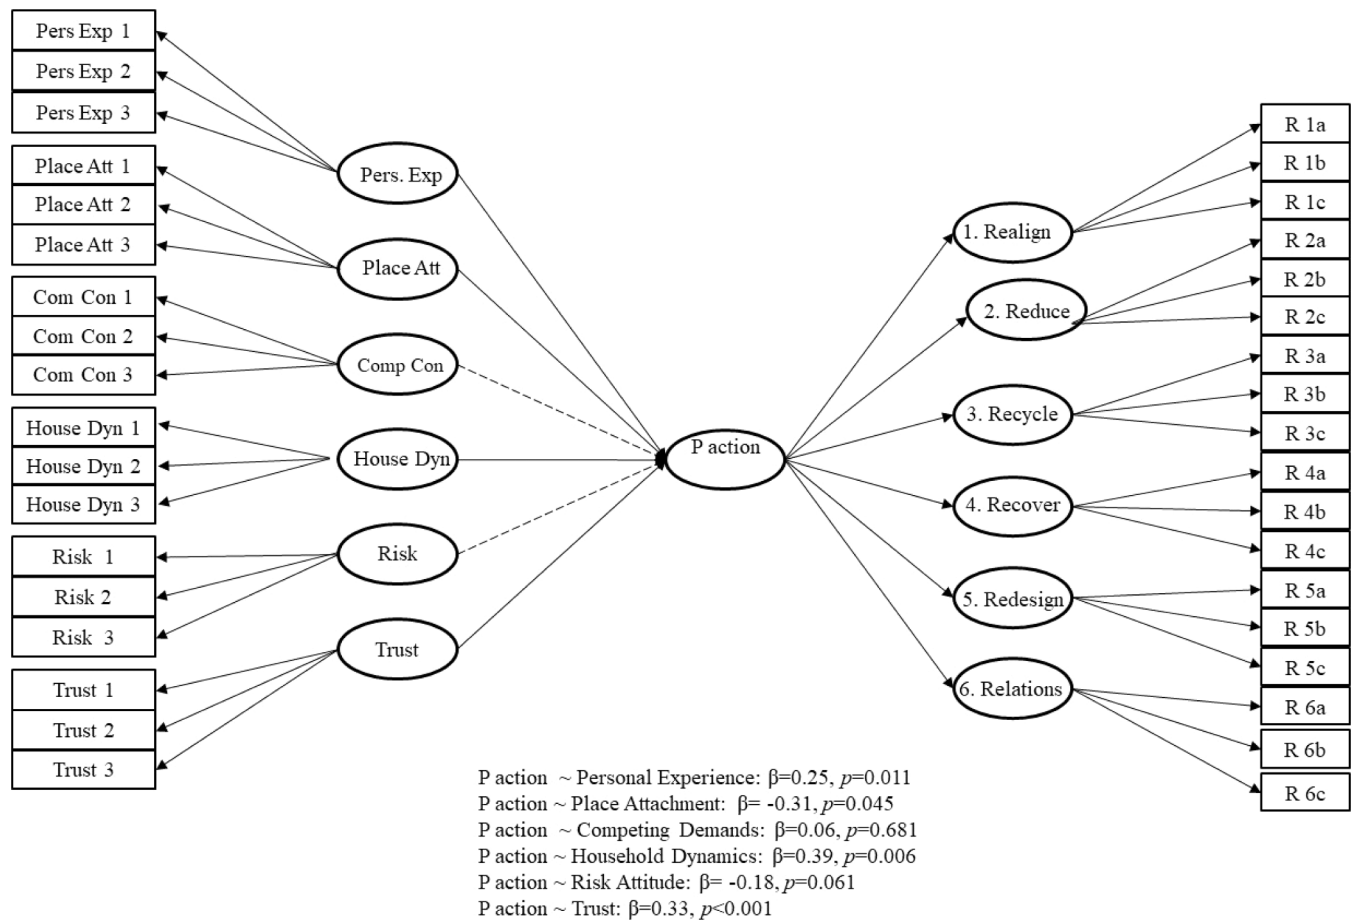 Pers Exp 1
Pers Exp 2
Pers Exp 3
Place Att 1
Place Att 2
Place Att 3
Com Con 1
Com Con 2
Com Con 3
House Dyn 1
House Dyn 2
House Dyn 3
Risk 1
Risk 2
Risk 3
Trust 1
Trust 2
Trust 3
Pers. Exp
Place Att
Comp Con
House Dyn
Risk
Trust
P action
1. Realign
2. Reduce
3. Recycle
4. Recover
5. Redesign
6. Relations
R 1a
R 1b
R 1c
R 2a
R 2b
R 2c
R 3a
R 3b
R 3c
R 4a
R 4b
R 4c
R 5a
R 5b
R 5c
R 6a
R 6b
R 6c
P action ~ Personal Experience: β=0.25, p=0.011
P action ~ Place Attachment: β= -0.31, p=0.045
P action ~ Competing Demands: β=0.06, p=0.681
P action ~ Household Dynamics: β=0.39, p=0.006
P action ~ Risk Attitude: β= -0.18, p=0.061
P action ~ Trust: β=0.33, p<0.001